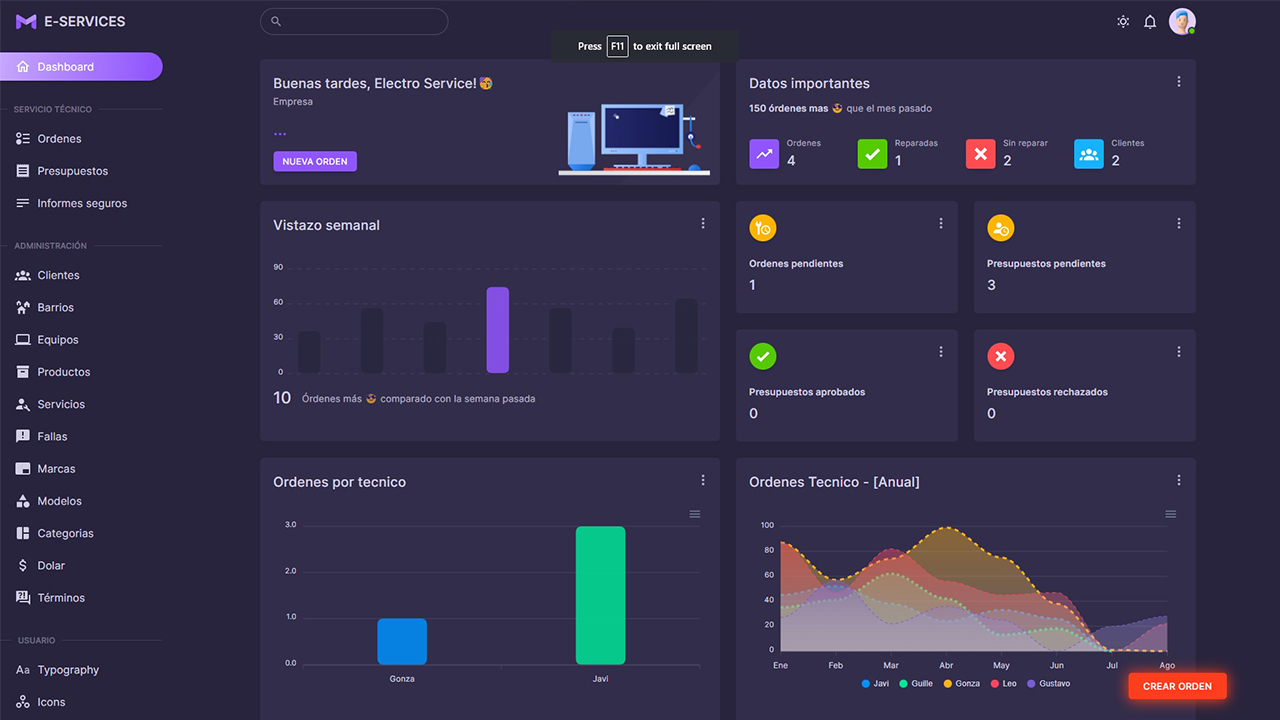 E-SERVICES
Press F11 to exit full screen
Dashboard
SERVICIO TÉCNICO
Ordenes
Presupuestos
Informes seguros
ADMINISTRACIÓN
Clientes
Barrios
Equipos
Productos
Servicios
Fallas
Marcas
Modelos
Categorias
Dolar
Términos
USUARIO
Aa Typography
Icons
Buenas tardes, Electro Service!🥳
Empresa
...
NUEVA ORDEN
Datos importantes
150 órdenes mas 🤠 que el mes pasado
Ordenes
4
Reparadas
1
Sin reparar
2
Clientes
2
Vistazo semanal
90
60
30
0
10 Órdenes más 🤠 comparado con la semana pasada
Ordenes pendientes
1
Presupuestos pendientes
3
Presupuestos aprobados
0
Presupuestos rechazados
0
Ordenes por tecnico
3.0
2.0
1.0
0.0
Gonza Javi
Ordenes Tecnico - [Anual]
100
80
60
40
20
0
Ene Feb Mar Abr May Jun Jul Ago
Javi Guille Gonza Leo Gustavo
CREAR ORDEN